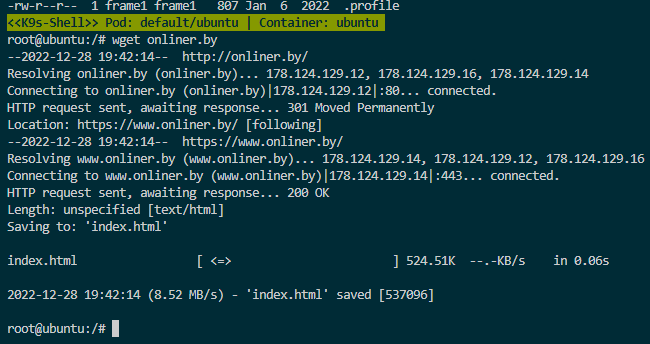 -rw-r--r--  1 frame1 frame1   807 Jan  6  2022  .profile
<<K9s-Shell>> Pod: default/ubuntu | Container: ubuntu
root@ubuntu:/# wget onliner.by
--2022-12-28 19:42:14--  http://onliner.by/
Resolving onliner.by (onliner.by)... 178.124.129.12, 178.124.129.16, 178.124.129.14
Connecting to onliner.by (onliner.by)|178.124.129.12|:80... connected.
HTTP request sent, awaiting response... 301 Moved Permanently
Location: https://www.onliner.by/ [following]
--2022-12-28 19:42:14--  https://www.onliner.by/
Resolving www.onliner.by (www.onliner.by)... 178.124.129.14, 178.124.129.12, 178.124.129.16
Connecting to www.onliner.by (www.onliner.by)|178.124.129.14|:443... connected.
HTTP request sent, awaiting response... 200 OK
Length: unspecified [text/html]
Saving to: 'index.html'
index.html                    [ <=>                        ] 524.51K  --.-KB/s    in 0.06s
2022-12-28 19:42:14 (8.52 MB/s) - 'index.html' saved [537096]
root@ubuntu:/#